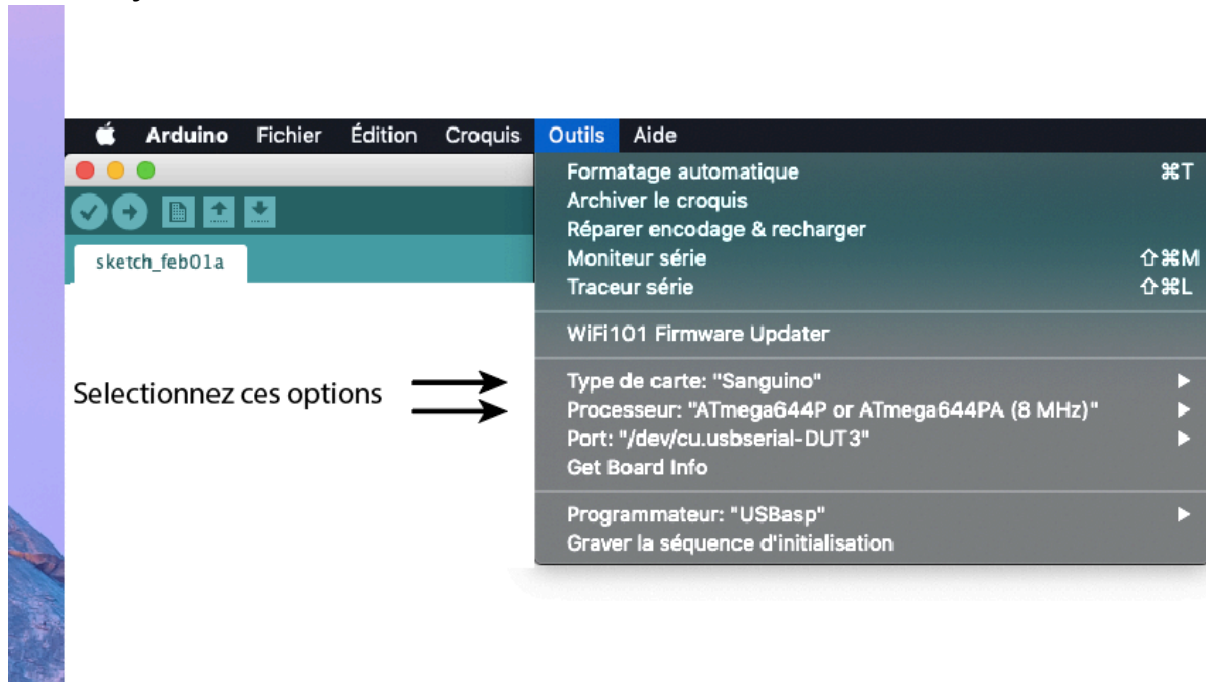 Arduino Fichier Édition Croquis Outils Aide
sketch_feb01a
Formatage automatique ⌘T
Archiver le croquis
Réparer encodage & recharger
Moniteur série ⇧⌘M
Traceur série ⇧⌘L
WiFi101 Firmware Updater
Selectionnez ces options
Type de carte: "Sanguino"
Processeur: "ATmega644P or ATmega644PA (8 MHz)"
Port: "/dev/cu.usbserial-DUT3"
Get Board Info
Programmateur: "USBasp"
Graver la séquence d'initialisation